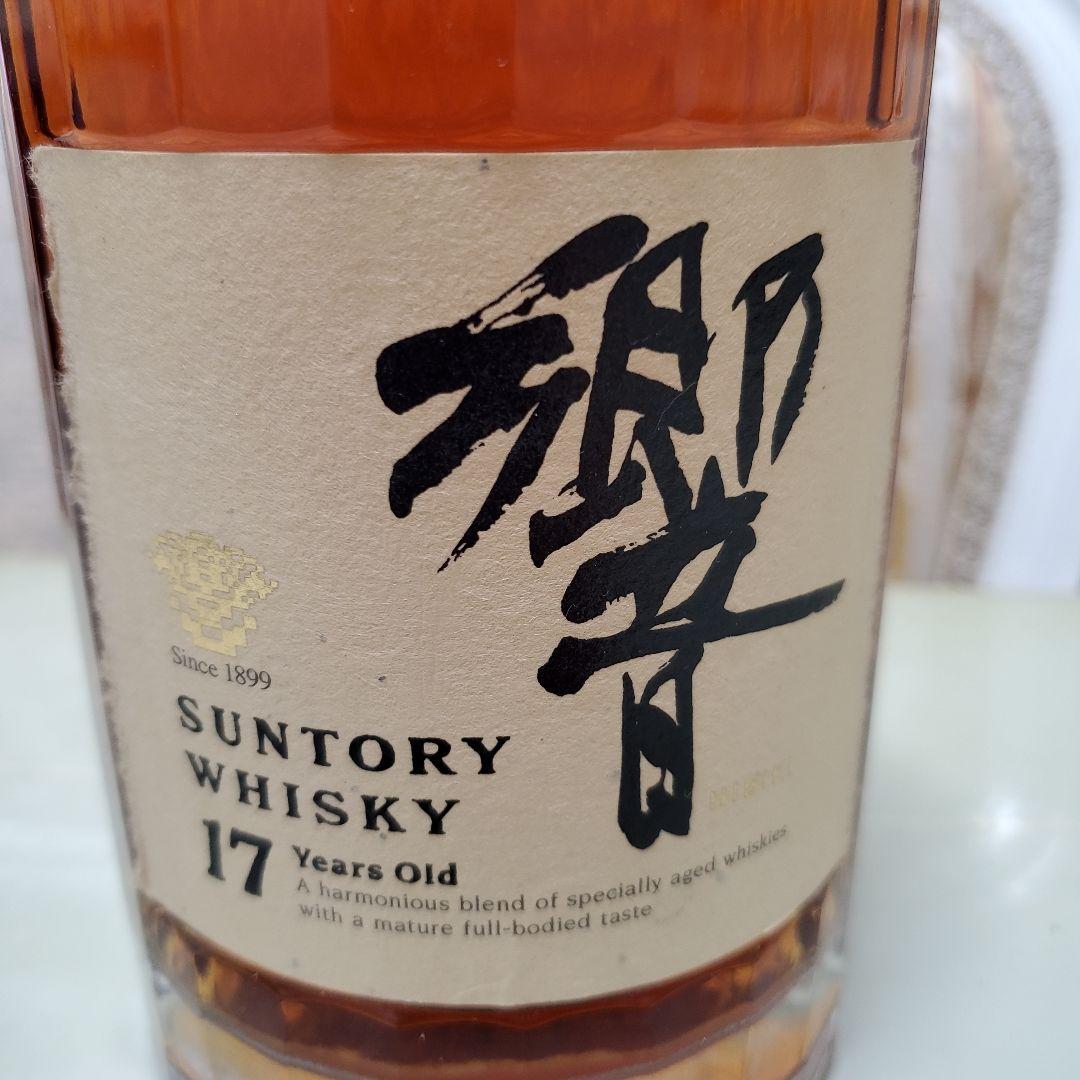 響
Since 1899
SUNTORY
WHISKY
17 Years Old
A harmonious blend of specially aged whiskies
with a mature full-bodied taste